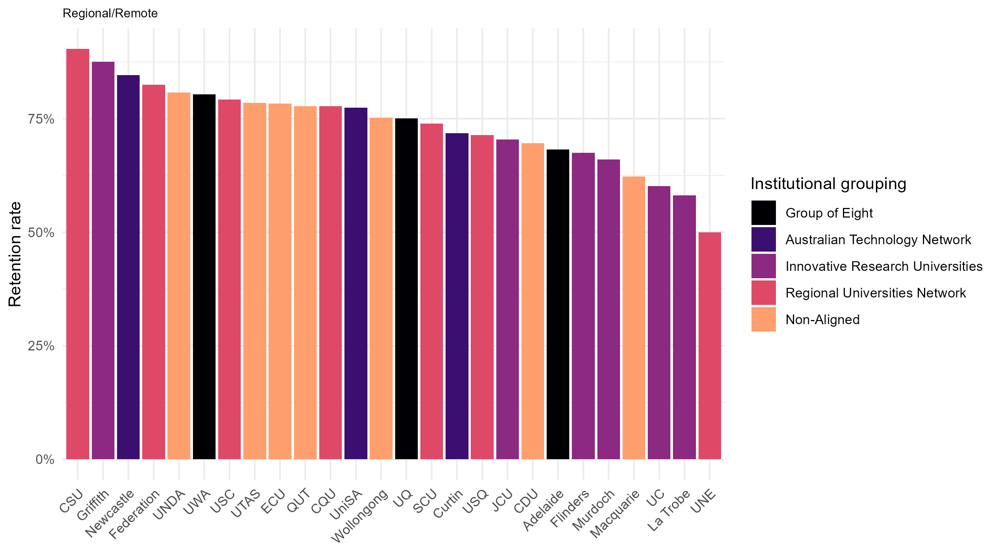 Regional/Remote
Retention rate
75%
50%
25%
0%
CSU
Griffith
Newcastle
Federation
UNDA
UWA
USC
UTAS
ECU
QUT
CQU
UniSA
Wollongong
UQ
SCU
Curtin
USQ
JCU
CDU
Adelaide
Flinders
Murdoch
Macquarie
UC
La Trobe
UNE
Institutional grouping
Group of Eight
Australian Technology Network
Innovative Research Universities
Regional Universities Network
Non-Aligned